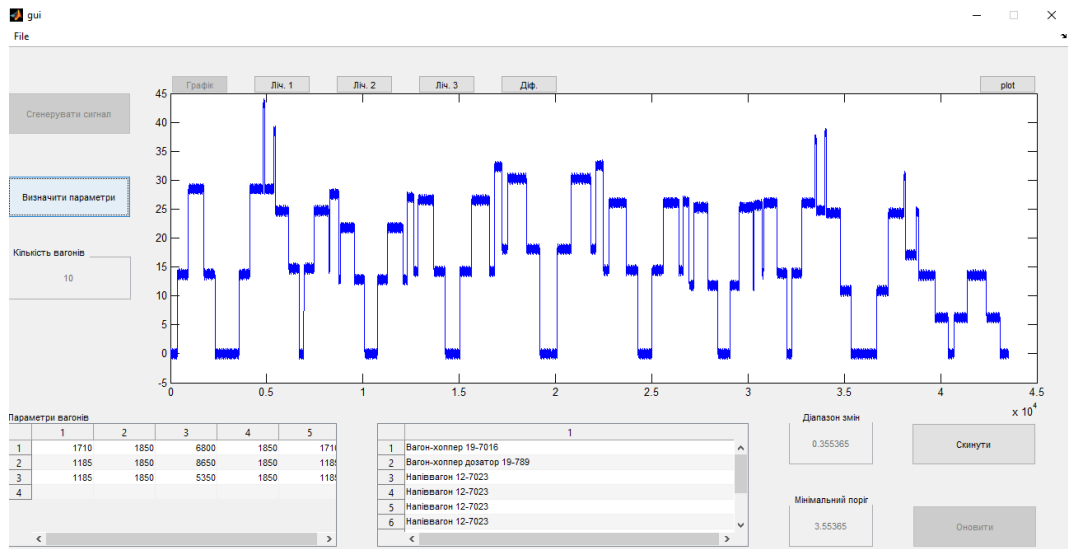 gui
File
Графік Ліч. 1 Ліч. 2 Ліч. 3 Діф. plot
Сгенерувати сигнал
Визначити параметри
Кількість вагонів
10
45
40
35
30
25
20
15
10
5
0
-5
0 0.5 1 1.5 2 2.5 3 3.5 4 4.5
x 10^4
Параметри вагонів
1 2 3 4 5
1 1710 1850 6800 1850 171
2 1185 1850 8650 1850 118
3 1185 1850 5350 1850 118
4
1
1 Вагон-хоппер 19-7016
2 Вагон-хоппер дозатор 19-789
3 Напіввагон 12-7023
4 Напіввагон 12-7023
5 Напіввагон 12-7023
6 Напіввагон 12-7023
Діапазон змін
0.355365
Мінімальний поріг
3.55365
Скинути
Оновити